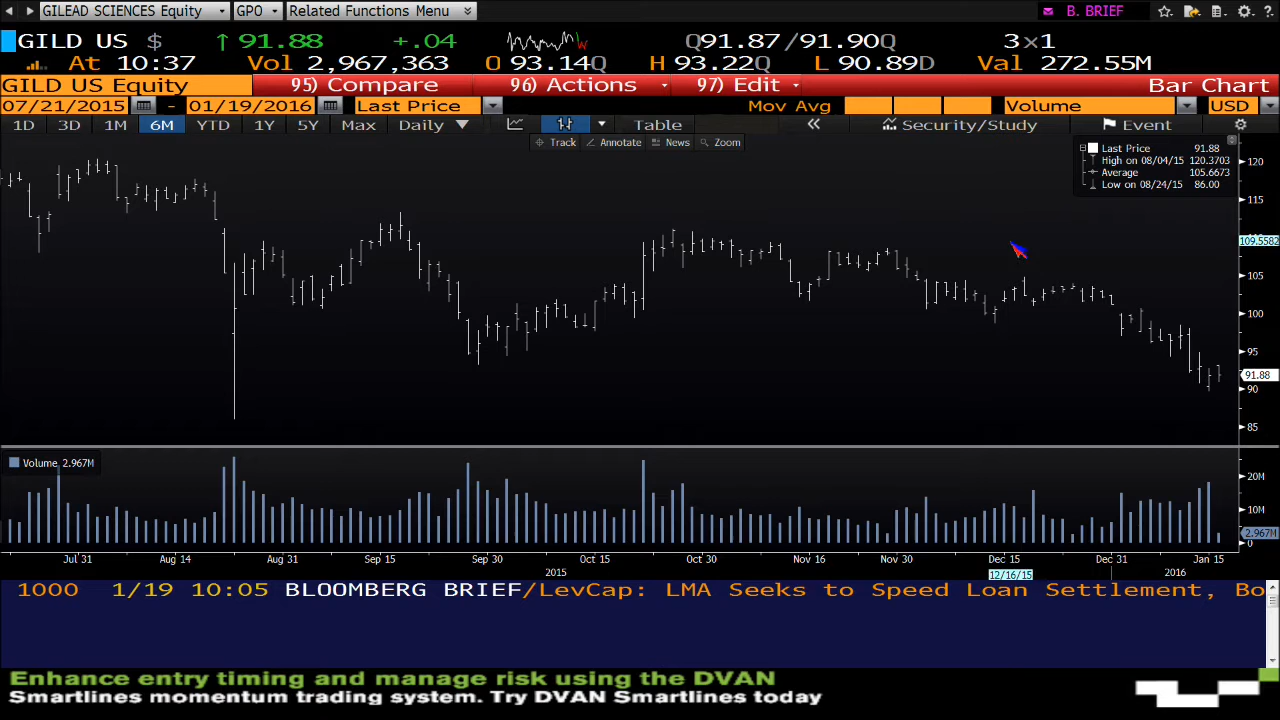 GILEAD SCIENCES Equity GPO Related Functions Menu B. BRIEF ?
GILD US $ ↑ 91.88 +.04 Q91.87/91.90Q 3×1
At 10:37 Vol 2,967,363 O 93.14Q H 93.22Q L 90.89D Val 272.55M
GILD US Equity 95) Compare 96) Actions 97) Edit Bar Chart
07/21/2015 - 01/19/2016 Last Price Mov Avg Volume USD
1D 3D 1M 6M YTD 1Y 5Y Max Daily Table « Security/Study Event
Track Annotate News Zoom
Last Price 91.88
High on 08/04/15 120.3703
Average 105.6673
Low on 08/24/15 86.00
120
115
109.5582
105
100
95
91.88
90
85
Volume 2.967M
20M
10M
2.967M
0
Jul 31 Aug 14 Aug 31 Sep 15 Sep 30 Oct 15 Oct 30 Nov 16 Nov 30 Dec 15 Dec 31 Jan 15
2015 12/16/15 2016
1000 1/19 10:05 BLOOMBERG BRIEF/LevCap: LMA Seeks to Speed Loan Settlement, Bo
Enhance entry timing and manage risk using the DVAN
Smartlines momentum trading system. Try DVAN Smartlines today